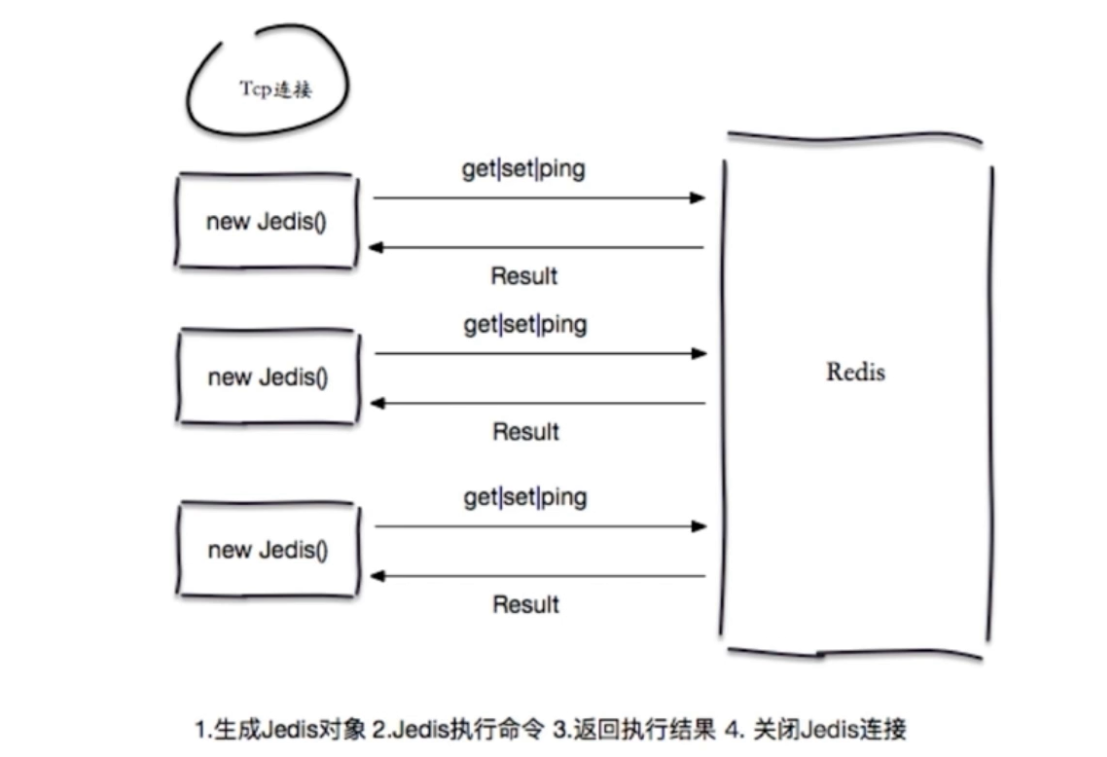 Tcp连接
get|set|ping
new Jedis()
Result
get|set|ping
new Jedis()
Redis
Result
get|set|ping
new Jedis()
Result
1.生成Jedis对象 2.Jedis执行命令 3.返回执行结果 4. 关闭Jedis连接